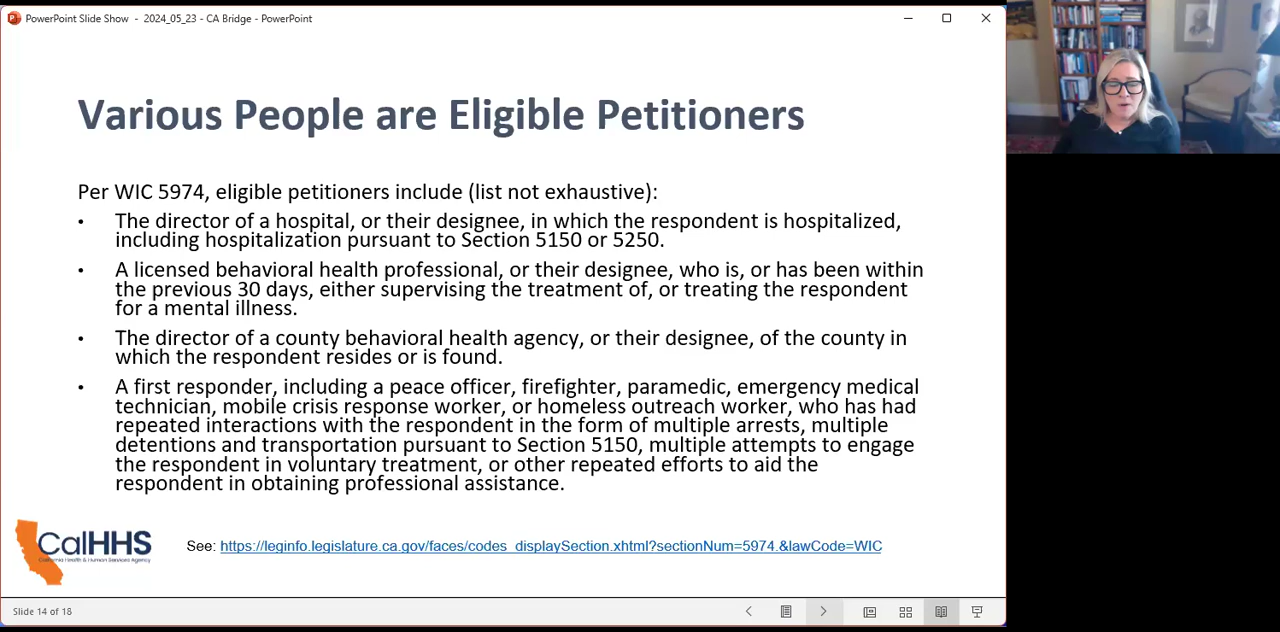 PowerPoint Slide Show - 2024_05_23 - CA Bridge - PowerPoint
Various People are Eligible Petitioners
Per WIC 5974, eligible petitioners include (list not exhaustive):
• The director of a hospital, or their designee, in which the respondent is hospitalized,
including hospitalization pursuant to Section 5150 or 5250.
• A licensed behavioral health professional, or their designee, who is, or has been within
the previous 30 days, either supervising the treatment of, or treating the respondent
for a mental illness.
• The director of a county behavioral health agency, or their designee, of the county in
which the respondent resides or is found.
• A first responder, including a peace officer, firefighter, paramedic, emergency medical
technician, mobile crisis response worker, or homeless outreach worker, who has had
repeated interactions with the respondent in the form of multiple arrests, multiple
detentions and transportation pursuant to Section 5150, multiple attempts to engage
the respondent in voluntary treatment, or other repeated efforts to aid the
respondent in obtaining professional assistance.
CalHHS
California Health & Human Services Agency
See: https://leginfo.legislature.ca.gov/faces/codes_displaySection.xhtml?sectionNum=5974.&lawCode=WIC
Slide 14 of 18